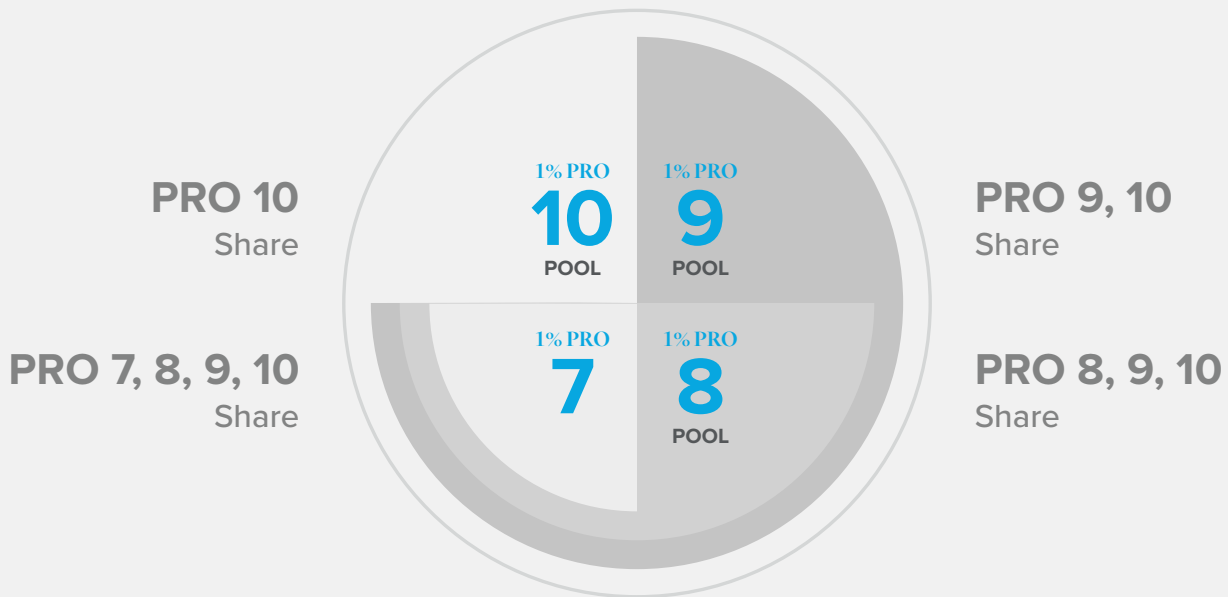 PRO 10
Share
1% PRO
10
POOL
1% PRO
9
POOL
PRO 9, 10
Share
PRO 7, 8, 9, 10
Share
1% PRO
7
1% PRO
8
POOL
PRO 8, 9, 10
Share